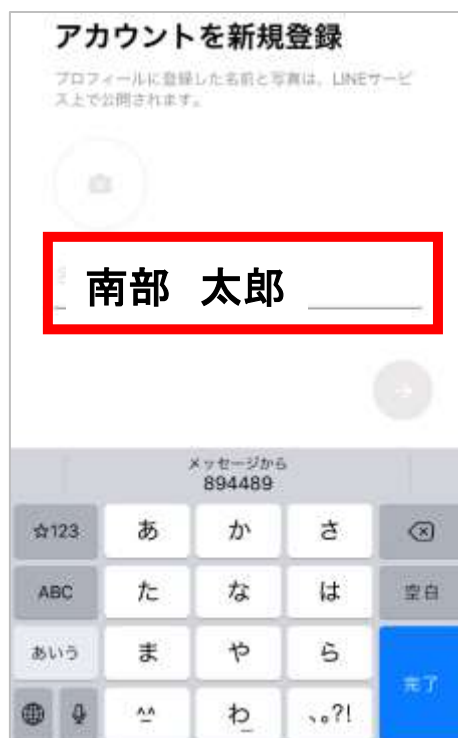 アカウントを新規登録
プロフィールに登録した名前と写真は、LINEサービ
ス上で公開されます。
南部　太郎
メッセージから
894489
☆123 あ か さ
ABC た な は 空白
あいう ま や ら
完了
^^ わ_ 、。?!